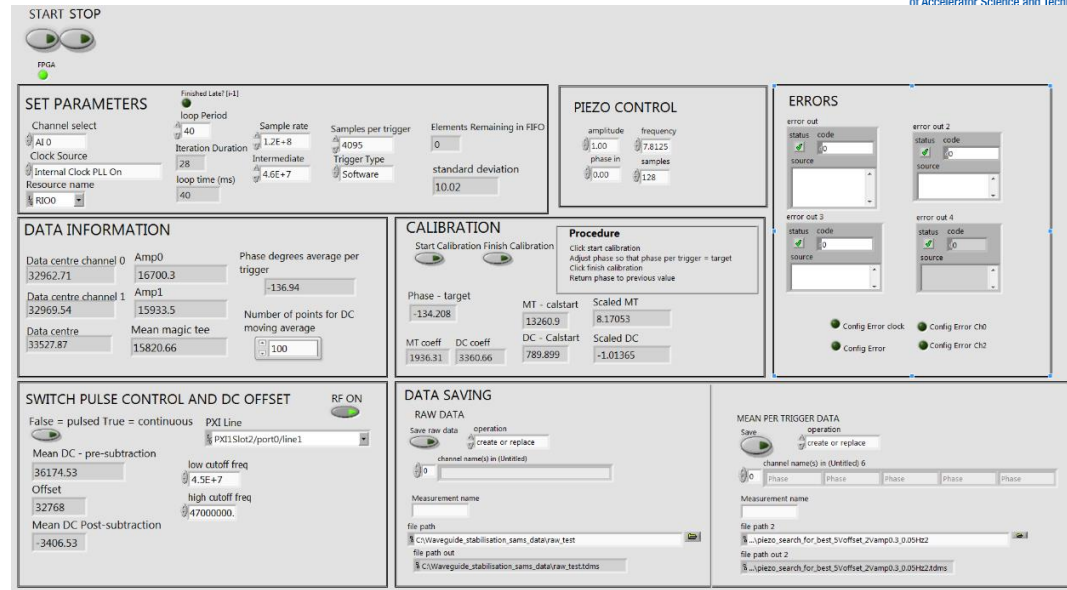 of Accelerator Science and Tech
START STOP
FPGA
SET PARAMETERS
Finished Late? [i-1]
Channel select
AI 0
Clock Source
Internal Clock PLL On
Resource name
RIO0
loop Period
40
Iteration Duration
28
loop time (ms)
40
Sample rate
1.2E+8
Intermediate
4.6E+7
Samples per trigger
4095
Trigger Type
Software
Elements Remaining in FIFO
0
standard deviation
10.02
PIEZO CONTROL
amplitude frequency
1.00 7.8125
phase in samples
0.00 128
ERRORS
error out
status code
0
source
error out 2
status code
0
source
error out 3
status code
0
source
error out 4
status code
0
source
Config Error clock Config Error Ch0
Config Error Config Error Ch2
DATA INFORMATION
Data centre channel 0
32962.71
Data centre channel 1
32969.54
Data centre
33527.87
Amp0
16700.3
Amp1
15933.5
Mean magic tee
15820.66
Phase degrees average per
trigger
-136.94
Number of points for DC
moving average
100
CALIBRATION
Start Calibration Finish Calibration
Procedure
Click start calibration
Adjust phase so that phase per trigger = target
Click finish calibration
Return phase to previous value
Phase - target
-134.208
MT coeff DC coeff
1936.31 3360.66
MT - calstart
13260.9
DC - Calstart
789.899
Scaled MT
8.17053
Scaled DC
-1.01365
SWITCH PULSE CONTROL AND DC OFFSET
RF ON
False = pulsed True = continuous
PXI Line
PXI1Slot2/port0/line1
Mean DC - pre-subtraction
36174.53
Offset
32768
Mean DC Post-subtraction
-3406.53
low cutoff freq
4.5E+7
high cutoff freq
47000000.
DATA SAVING
RAW DATA
Save raw data operation
create or replace
channel name(s) in (Untitled)
0
Measurement name
file path
C:\Waveguide_stabilisation_sams_data\raw_test
file path out
C:\Waveguide_stabilisation_sams_data\raw_test.tdms
MEAN PER TRIGGER DATA
Save operation
create or replace
channel name(s) in (Untitled) 6
0 Phase Phase Phase Phase Phase
Measurement name
file path 2
...\piezo_search_for_best_5Voffset_2Vamp0.3_0.05Hz2
file path out 2
...\piezo_search_for_best_5Voffset_2Vamp0.3_0.05Hz2.tdms